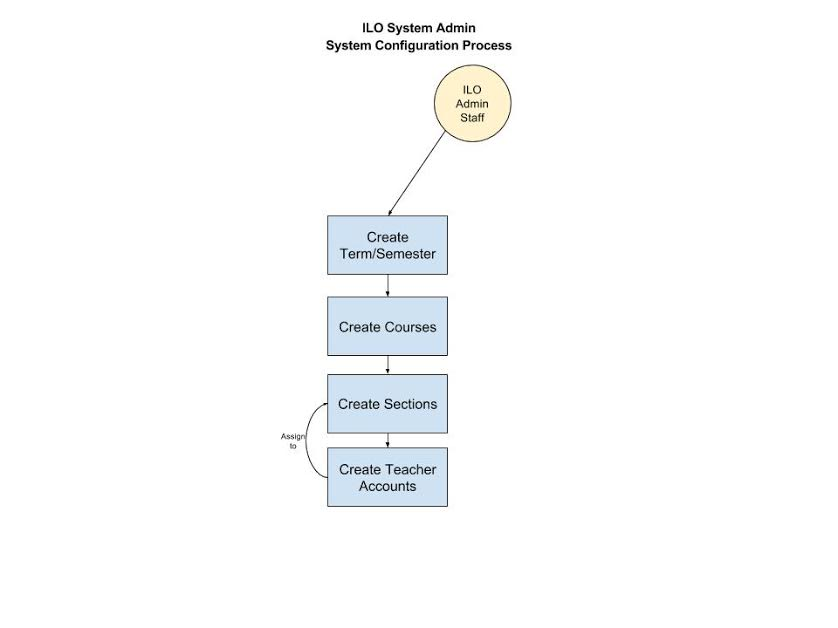 ILO System Admin
System Configuration Process
ILO
Admin
Staff
Create
Term/Semester
Create Courses
Create Sections
Assign
to
Create Teacher
Accounts